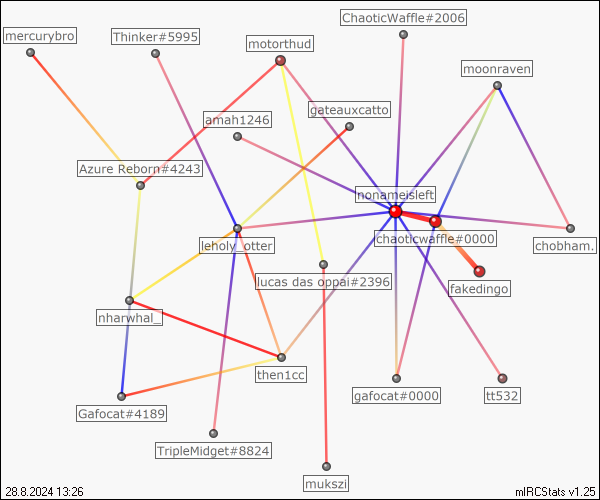 ChaoticWaffle#2006
mercurybro
Thinker#5995
motorthud
moonraven
gateauxcatto
amah1246
Azure Reborn#4243
nonameisleft
chaoticwaffle#0000
leholy_otter
chobham.
lucas das oppai#2396
fakedingo
nharwhal_
then1cc
gafocat#0000
tt532
Gafocat#4189
TripleMidget#8824
mukszi
28.8.2024 13:26
mIRCStats v1.25